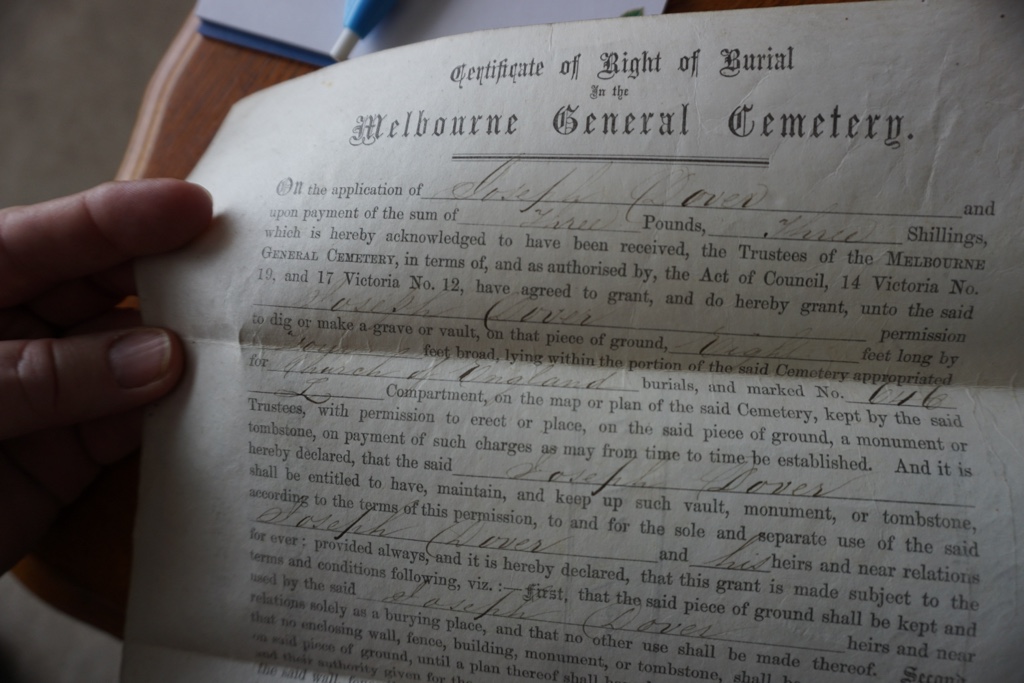 Certificate of Right of Burial
In the
Melbourne General Cemetery.
On the application of Joseph Dover and
upon payment of the sum of Three Pounds, Three Shillings,
which is hereby acknowledged to have been received, the Trustees of the MELBOURNE
GENERAL CEMETERY, in terms of, and as authorised by, the Act of Council, 14 Victoria No.
19, and 17 Victoria No. 12, have agreed to grant, and do hereby grant, unto the said
Joseph Dover permission
to dig or make a grave or vault, on that piece of ground, Eight feet long by
Four feet broad, lying within the portion of the said Cemetery appropriated
for Church of England burials, and marked No. 646
Compartment, on the map or plan of the said Cemetery, kept by the said
Trustees, with permission to erect or place, on the said piece of ground, a monument or
tombstone, on payment of such charges as may from time to time be established. And it is
hereby declared, that the said Joseph Dover
shall be entitled to have, maintain, and keep up such vault, monument, or tombstone,
according to the terms of this permission, to and for the sole and separate use of the said
Joseph Dover and his heirs and near relations
for ever: provided always, and it is hereby declared, that this grant is made subject to the
terms and conditions following, viz.:—First, that the said piece of ground shall be kept and
used by the said Joseph Dover heirs and near
relations solely as a burying place, and that no other use shall be made thereof. Second
that no enclosing wall, fence, building, monument, or tombstone, shall be
on said piece of ground, until a plan thereof shall
and their authority given for the
the said wall,